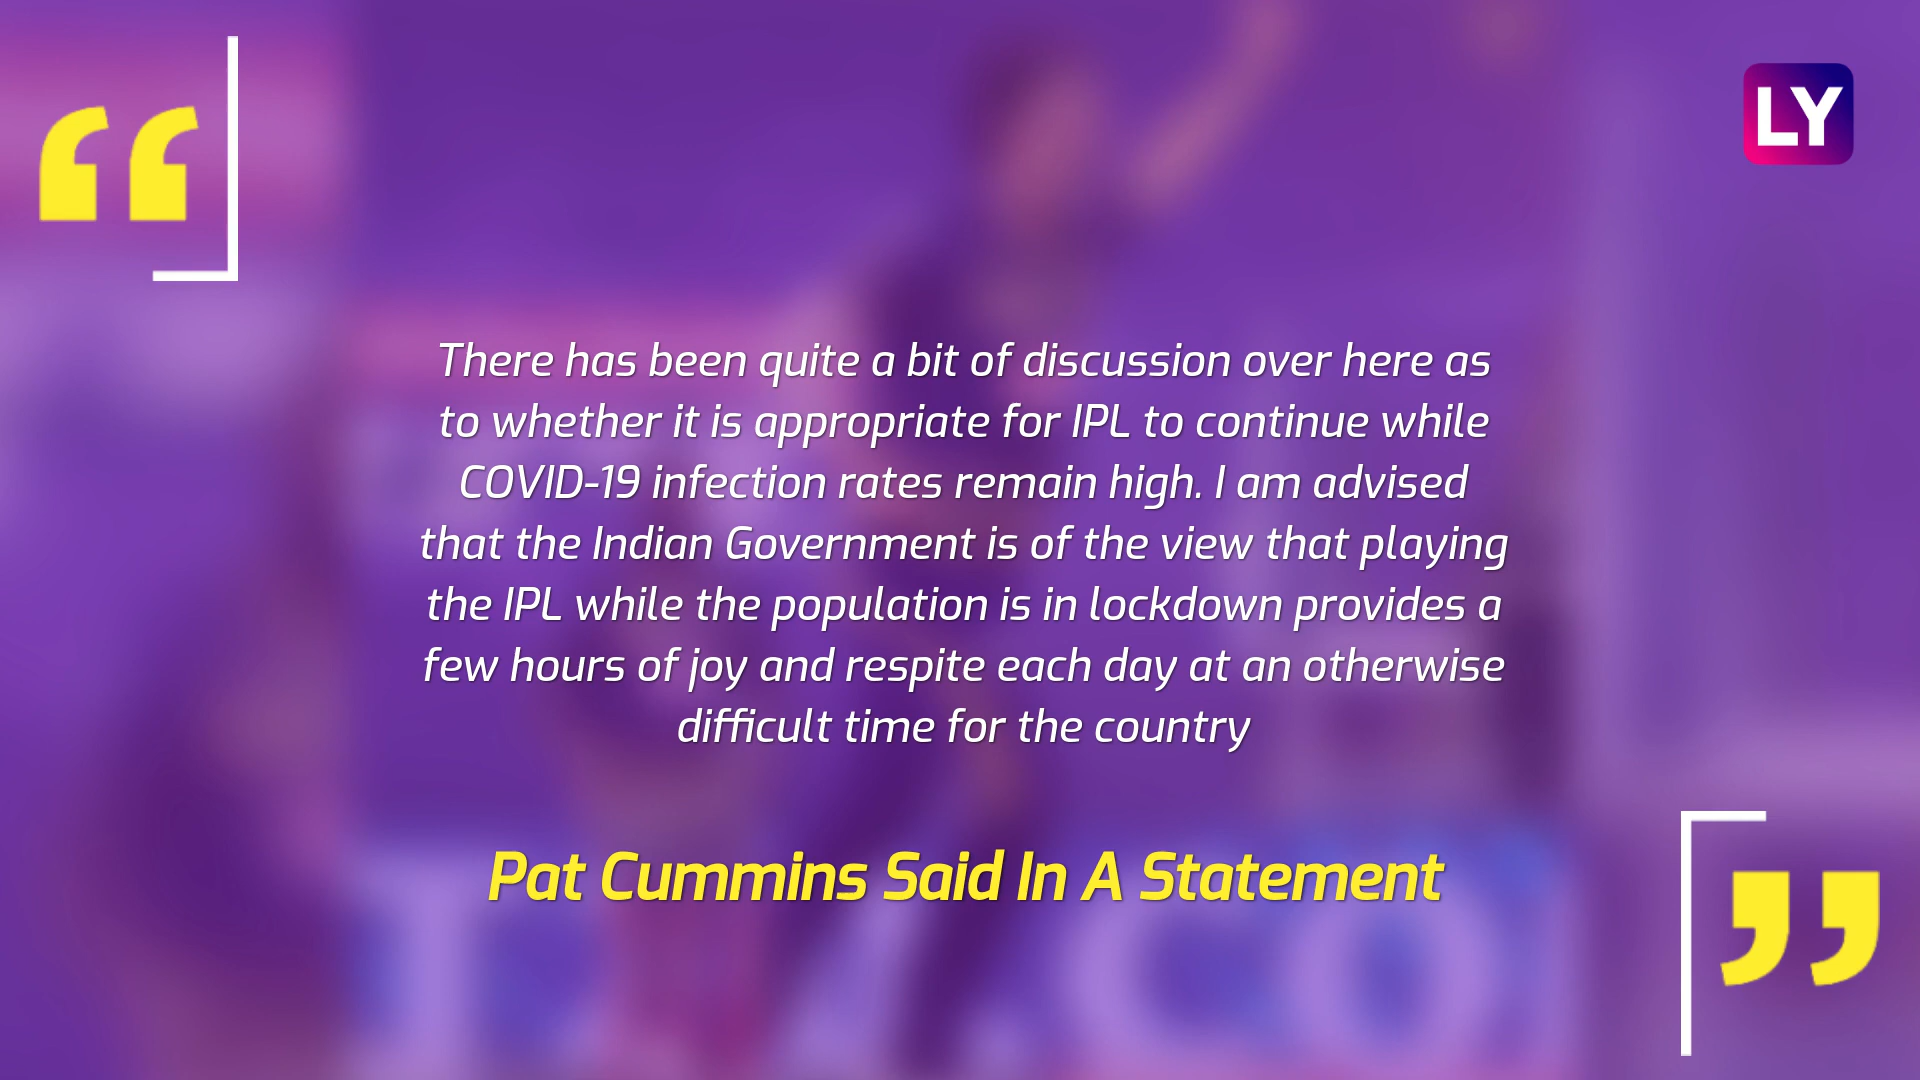 “
LY
There has been quite a bit of discussion over here as
to whether it is appropriate for IPL to continue while
COVID-19 infection rates remain high. I am advised
that the Indian Government is of the view that playing
the IPL while the population is in lockdown provides a
few hours of joy and respite each day at an otherwise
difficult time for the country
Pat Cummins Said In A Statement
”